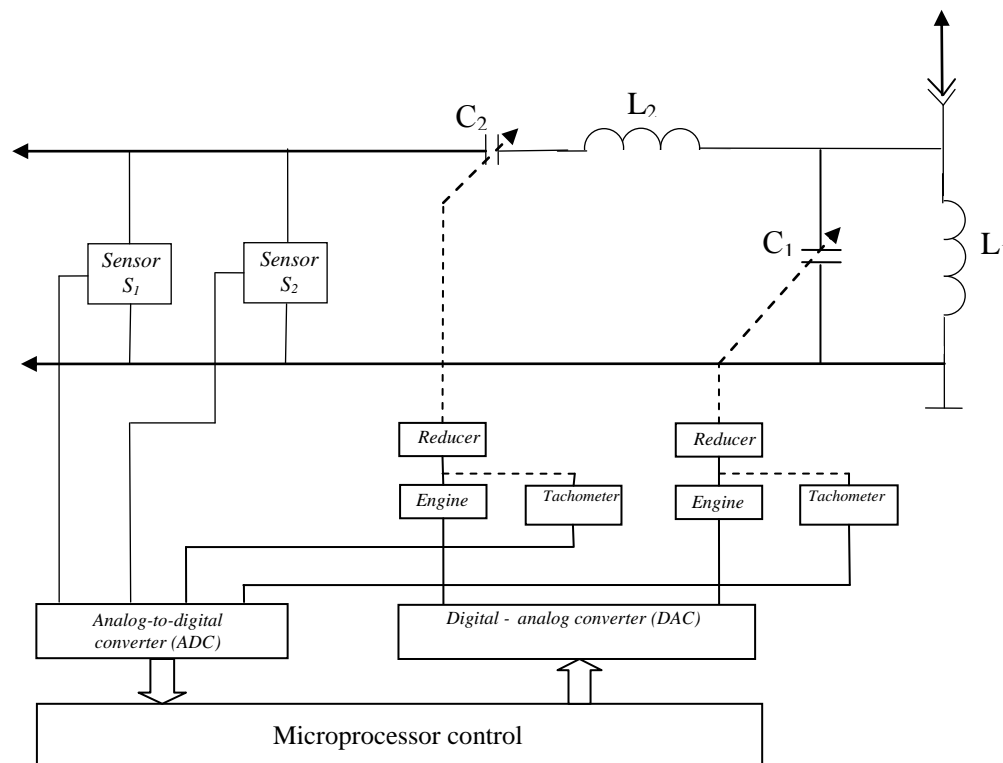 L₂
C₂
C₁
L
Sensor
S₁
Sensor
S₂
Reducer
Reducer
Engine
Tachometer
Engine
Tachometer
Analog-to-digital
converter (ADC)
Digital - analog converter (DAC)
Microprocessor control